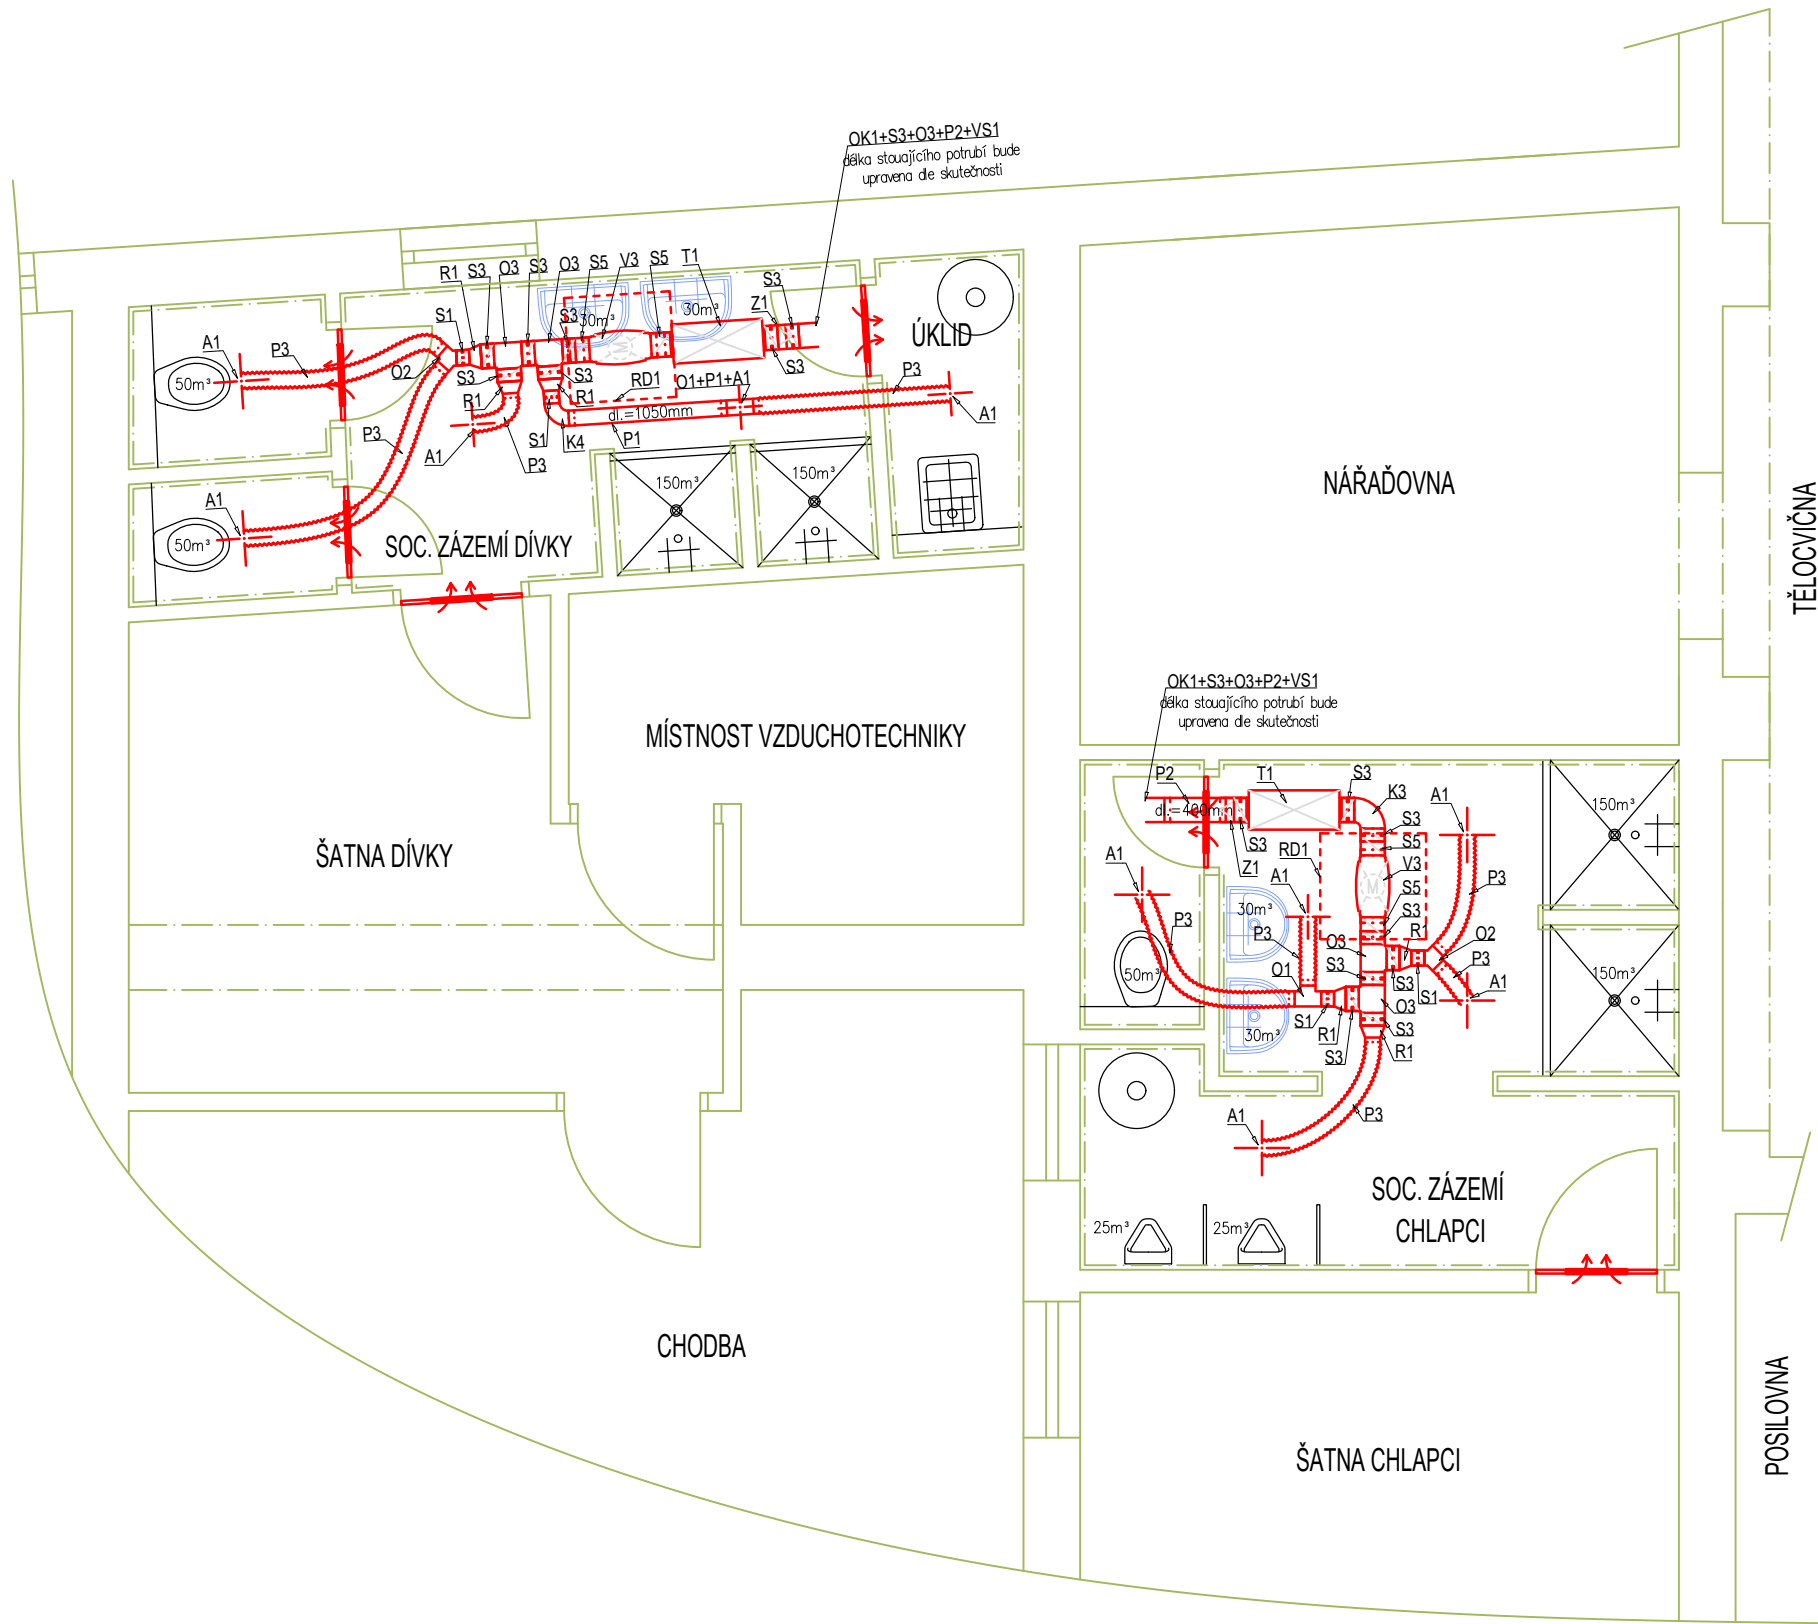 OK1+S3+O3+P2+VS1
délka stouajícího potrubí bude
upravena dle skutečnosti
R1 S3 O3 S3 O3 S5 V3 S5 T1
S3
Z1
S1
S3
30m³
30m³
M
ÚKLID
A1
P3
O2
S3
S3
S3
R1
R1
RD1
O1+P1+A1
P3
50m³
dl.=1050mm
A1
P3
A1
P3
S1
K4
P1
150m³
150m³
NÁŘAĎOVNA
A1
50m³
SOC. ZÁZEMÍ DÍVKY
TĚLOCVIČNA
OK1+S3+O3+P2+VS1
délka stouajícího potrubí bude
upravena dle skutečnosti
MÍSTNOST VZDUCHOTECHNIKY
P2
T1
S3
K3
A1
150m³
dl.=400mm
S3
S3
S5
RD1
Z1
V3
ŠATNA DÍVKY
A1
A1
M
P3
S5
30m³
S3
P3
P3
O3
R1
O2
S3
P3
50m³
O1
S3
A1
150m³
S1
O3
S1
R1
S3
30m³
S3
R1
A1
P3
SOC. ZÁZEMÍ
CHLAPCI
25m³
25m³
CHODBA
ŠATNA CHLAPCI
POSILOVNA